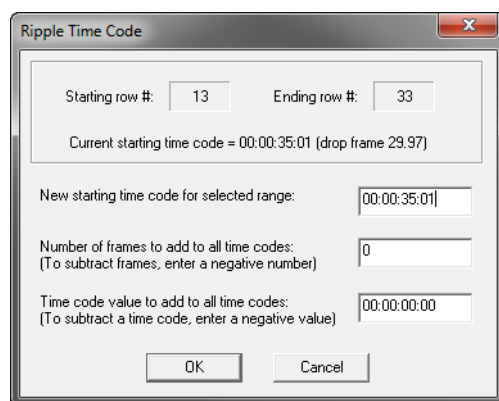 Ripple Time Code
Starting row #: 13 Ending row #: 33
Current starting time code = 00:00:35:01 (drop frame 29.97)
New starting time code for selected range: 00:00:35:01
Number of frames to add to all time codes: 0
(To subtract frames, enter a negative number)
Time code value to add to all time codes: 00:00:00:00
(To subtract a time code, enter a negative value)
OK Cancel